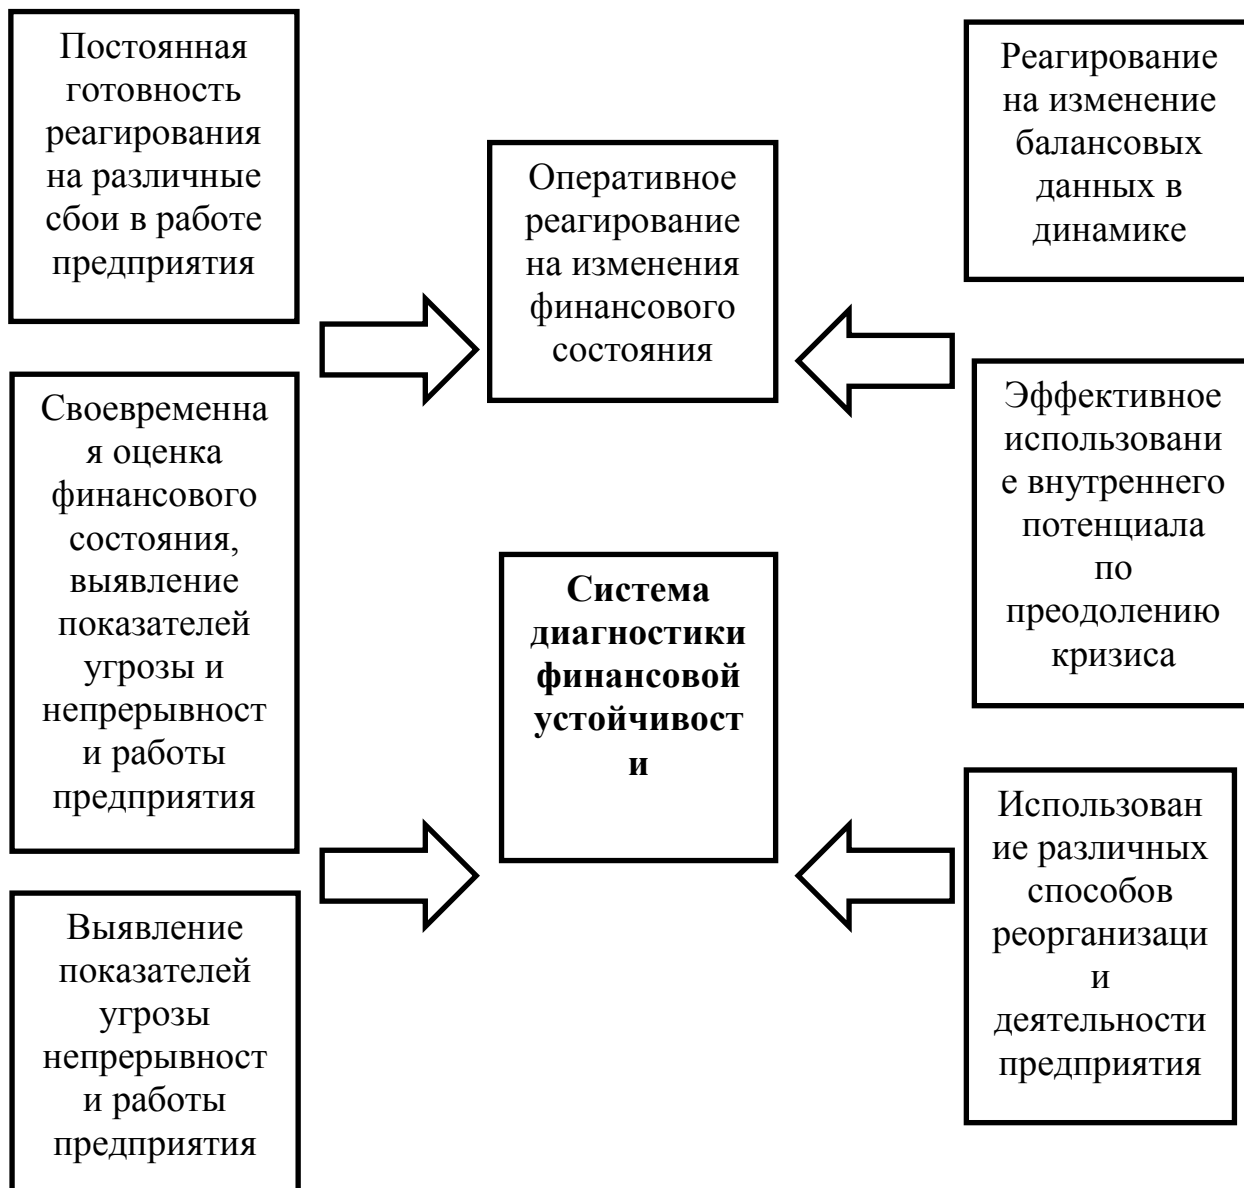 Постоянная
готовность
реагирования
на различные
сбои в работе
предприятия
Своевременна
я оценка
финансового
состояния,
выявление
показателей
угрозы и
непрерывност
и работы
предприятия
Выявление
показателей
угрозы
непрерывност
и работы
предприятия
Оперативное
реагирование
на изменения
финансового
состояния
Система
диагностики
финансовой
устойчивост
и
Реагирование
на изменение
балансовых
данных в
динамике
Эффективное
использовани
е внутреннего
потенциала
по
преодолению
кризиса
Использован
ие различных
способов
реорганизаци
и
деятельности
предприятия